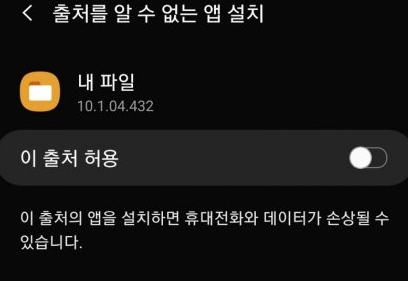 출처를 알 수 없는 앱 설치
내 파일
10.1.04.432
이 출처 허용
이 출처의 앱을 설치하면 휴대전화와 데이터가 손상될 수
있습니다.